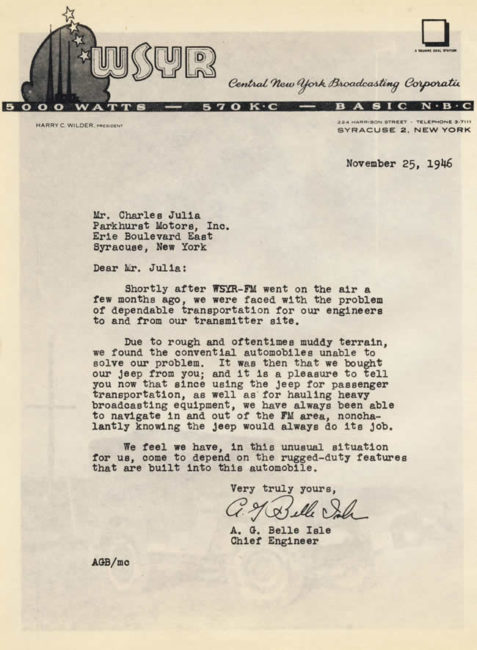 WSYR
A SQUARE DEAL STATION
Central New York Broadcasting Corporatio
5000 WATTS — 570 K·C — BASIC N·B·C
HARRY C. WILDER, PRESIDENT
224 HARRISON STREET · TELEPHONE 3-7111
SYRACUSE 2, NEW YORK
November 25, 1946
Mr. Charles Julia
Parkhurst Motors, Inc.
Erie Boulevard East
Syracuse, New York
Dear Mr. Julia:
Shortly after WSYR-FM went on the air a
few months ago, we were faced with the problem
of dependable transportation for our engineers
to and from our transmitter site.
Due to rough and oftentimes muddy terrain,
we found the convential automobiles unable to
solve our problem. It was then that we bought
our jeep from you; and it is a pleasure to tell
you now that since using the jeep for passenger
transportation, as well as for hauling heavy
broadcasting equipment, we have always been able
to navigate in and out of the FM area, noncha-
lantly knowing the jeep would always do its job.
We feel we have, in this unusual situation
for us, come to depend on the rugged-duty features
that are built into this automobile.
Very truly yours,
A. G. Belle Isle
A. G. Belle Isle
Chief Engineer
AGB/mc